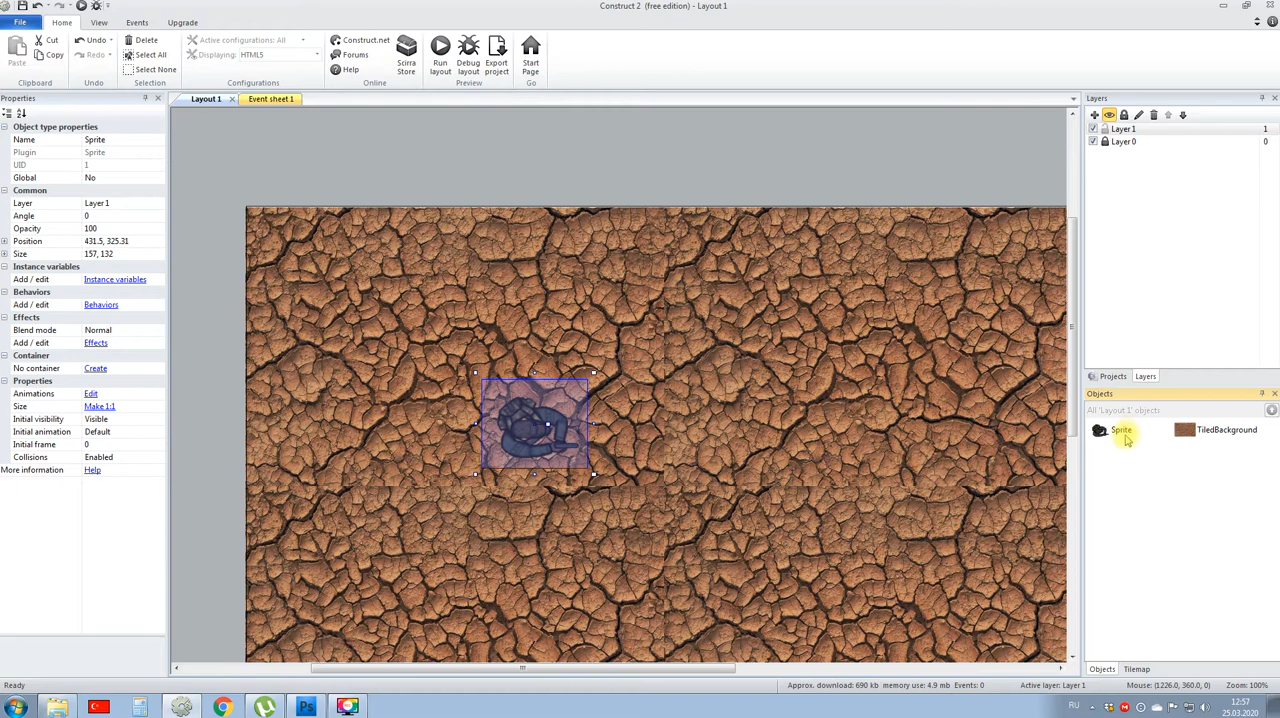 Construct 2 (free edition) - Layout 1
File Home View Events Upgrade
Paste Cut Copy
Undo Redo
Delete Select All Select None
Active configurations: All
Displaying: HTML5
Construct.net Forums Help
Scirra Store
Run layout Debug layout Export project
Start Page
Clipboard Undo Selection Configurations Online Preview Go
Properties
Layout 1 Event sheet 1
Object type properties
Name Sprite
Plugin Sprite
UID 1
Global No
Common
Layer Layer 1
Angle 0
Opacity 100
Position 431.5, 325.31
Size 157, 132
Instance variables
Add / edit Instance variables
Behaviors
Add / edit Behaviors
Effects
Blend mode Normal
Add / edit Effects
Container
No container Create
Properties
Animations Edit
Size Make 1:1
Initial visibility Visible
Initial animation Default
Initial frame 0
Collisions Enabled
More information Help
Layers
Layer 1 1
Layer 0 0
Projects Layers
Objects
All 'Layout 1' objects
Sprite TiledBackground
Objects Tilemap
Ready
Approx. download: 690 kb memory use: 4.9 mb Events: 0 Active layer: Layer 1 Mouse: (1226.0, 360.0, 0) Zoom: 100%
Ps
RU 12:57
25.03.2020